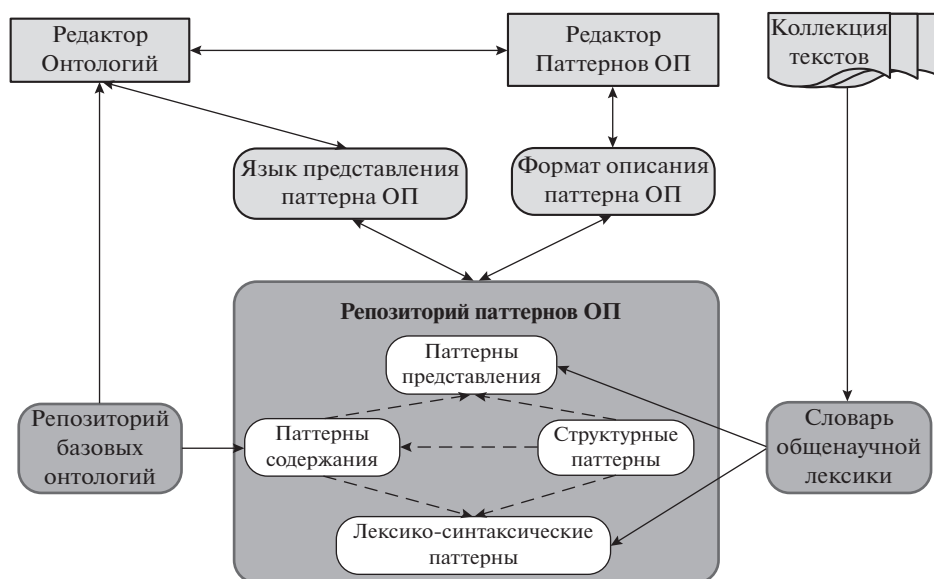 Редактор
Онтологий
Редактор
Паттернов ОП
Коллекция
текстов
Язык представления
паттерна ОП
Формат описания
паттерна ОП
Репозиторий паттернов ОП
Паттерны
представления
Репозиторий
базовых
онтологий
Паттерны
содержания
Структурные
паттерны
Словарь
общенаучной
лексики
Лексико-синтаксические
паттерны